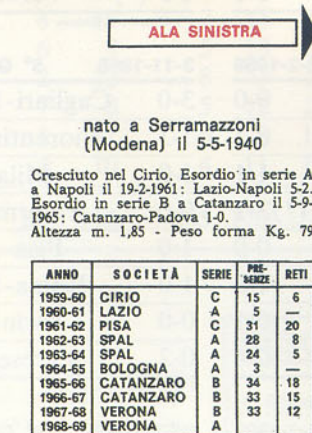 ALA SINISTRA
nato a Serramazzoni
(Modena) il 5-5-1940
Cresciuto nel Cirio. Esordio in serie A
a Napoli il 19-2-1961: Lazio-Napoli 5-2.
Esordio in serie B a Catanzaro il 5-9-
1965: Catanzaro-Padova 1-0.
Altezza m. 1,85 - Peso forma Kg. 79
ANNO SOCIETÀ SERIE PRE-SENZE RETI
1959-60 CIRIO C 15 6
1960-61 LAZIO A 5 —
1961-62 PISA C 31 20
1962-63 SPAL A 28 8
1963-64 SPAL A 24 5
1964-65 BOLOGNA A 3 —
1965-66 CATANZARO B 34 18
1966-67 CATANZARO B 33 15
1967-68 VERONA B 33 12
1968-69 VERONA A